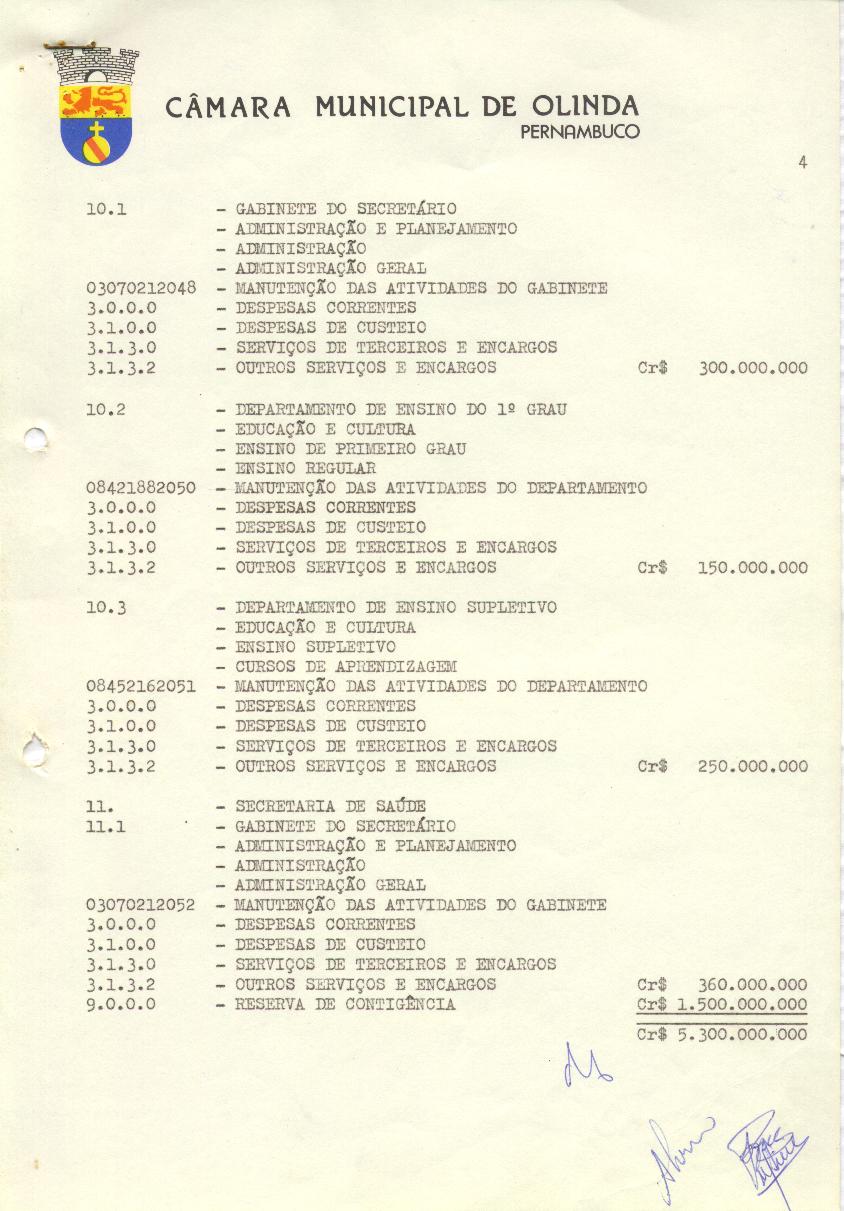 CÂMARA MUNICIPAL DE OLINDA
PERNAMBUCO
4
10.1 - GABINETE DO SECRETÁRIO
- ADMINISTRAÇÃO E PLANEJAMENTO
- ADMINISTRAÇÃO
- ADMINISTRAÇÃO GERAL
03070212048 - MANUTENÇÃO DAS ATIVIDADES DO GABINETE
3.0.0.0 - DESPESAS CORRENTES
3.1.0.0 - DESPESAS DE CUSTEIO
3.1.3.0 - SERVIÇOS DE TERCEIROS E ENCARGOS
3.1.3.2 - OUTROS SERVIÇOS E ENCARGOS Cr$ 300.000.000
10.2 - DEPARTAMENTO DE ENSINO DO 1º GRAU
- EDUCAÇÃO E CULTURA
- ENSINO DE PRIMEIRO GRAU
- ENSINO REGULAR
08421882050 - MANUTENÇÃO DAS ATIVIDADES DO DEPARTAMENTO
3.0.0.0 - DESPESAS CORRENTES
3.1.0.0 - DESPESAS DE CUSTEIO
3.1.3.0 - SERVIÇOS DE TERCEIROS E ENCARGOS
3.1.3.2 - OUTROS SERVIÇOS E ENCARGOS Cr$ 150.000.000
10.3 - DEPARTAMENTO DE ENSINO SUPLETIVO
- EDUCAÇÃO E CULTURA
- ENSINO SUPLETIVO
- CURSOS DE APRENDIZAGEM
08452162051 - MANUTENÇÃO DAS ATIVIDADES DO DEPARTAMENTO
3.0.0.0 - DESPESAS CORRENTES
3.1.0.0 - DESPESAS DE CUSTEIO
3.1.3.0 - SERVIÇOS DE TERCEIROS E ENCARGOS
3.1.3.2 - OUTROS SERVIÇOS E ENCARGOS Cr$ 250.000.000
11. - SECRETARIA DE SAÚDE
11.1 - GABINETE DO SECRETÁRIO
- ADMINISTRAÇÃO E PLANEJAMENTO
- ADMINISTRAÇÃO
- ADMINISTRAÇÃO GERAL
03070212052 - MANUTENÇÃO DAS ATIVIDADES DO GABINETE
3.0.0.0 - DESPESAS CORRENTES
3.1.0.0 - DESPESAS DE CUSTEIO
3.1.3.0 - SERVIÇOS DE TERCEIROS E ENCARGOS
3.1.3.2 - OUTROS SERVIÇOS E ENCARGOS Cr$ 360.000.000
9.0.0.0 - RESERVA DE CONTIGÊNCIA Cr$ 1.500.000.000
Cr$ 5.300.000.000